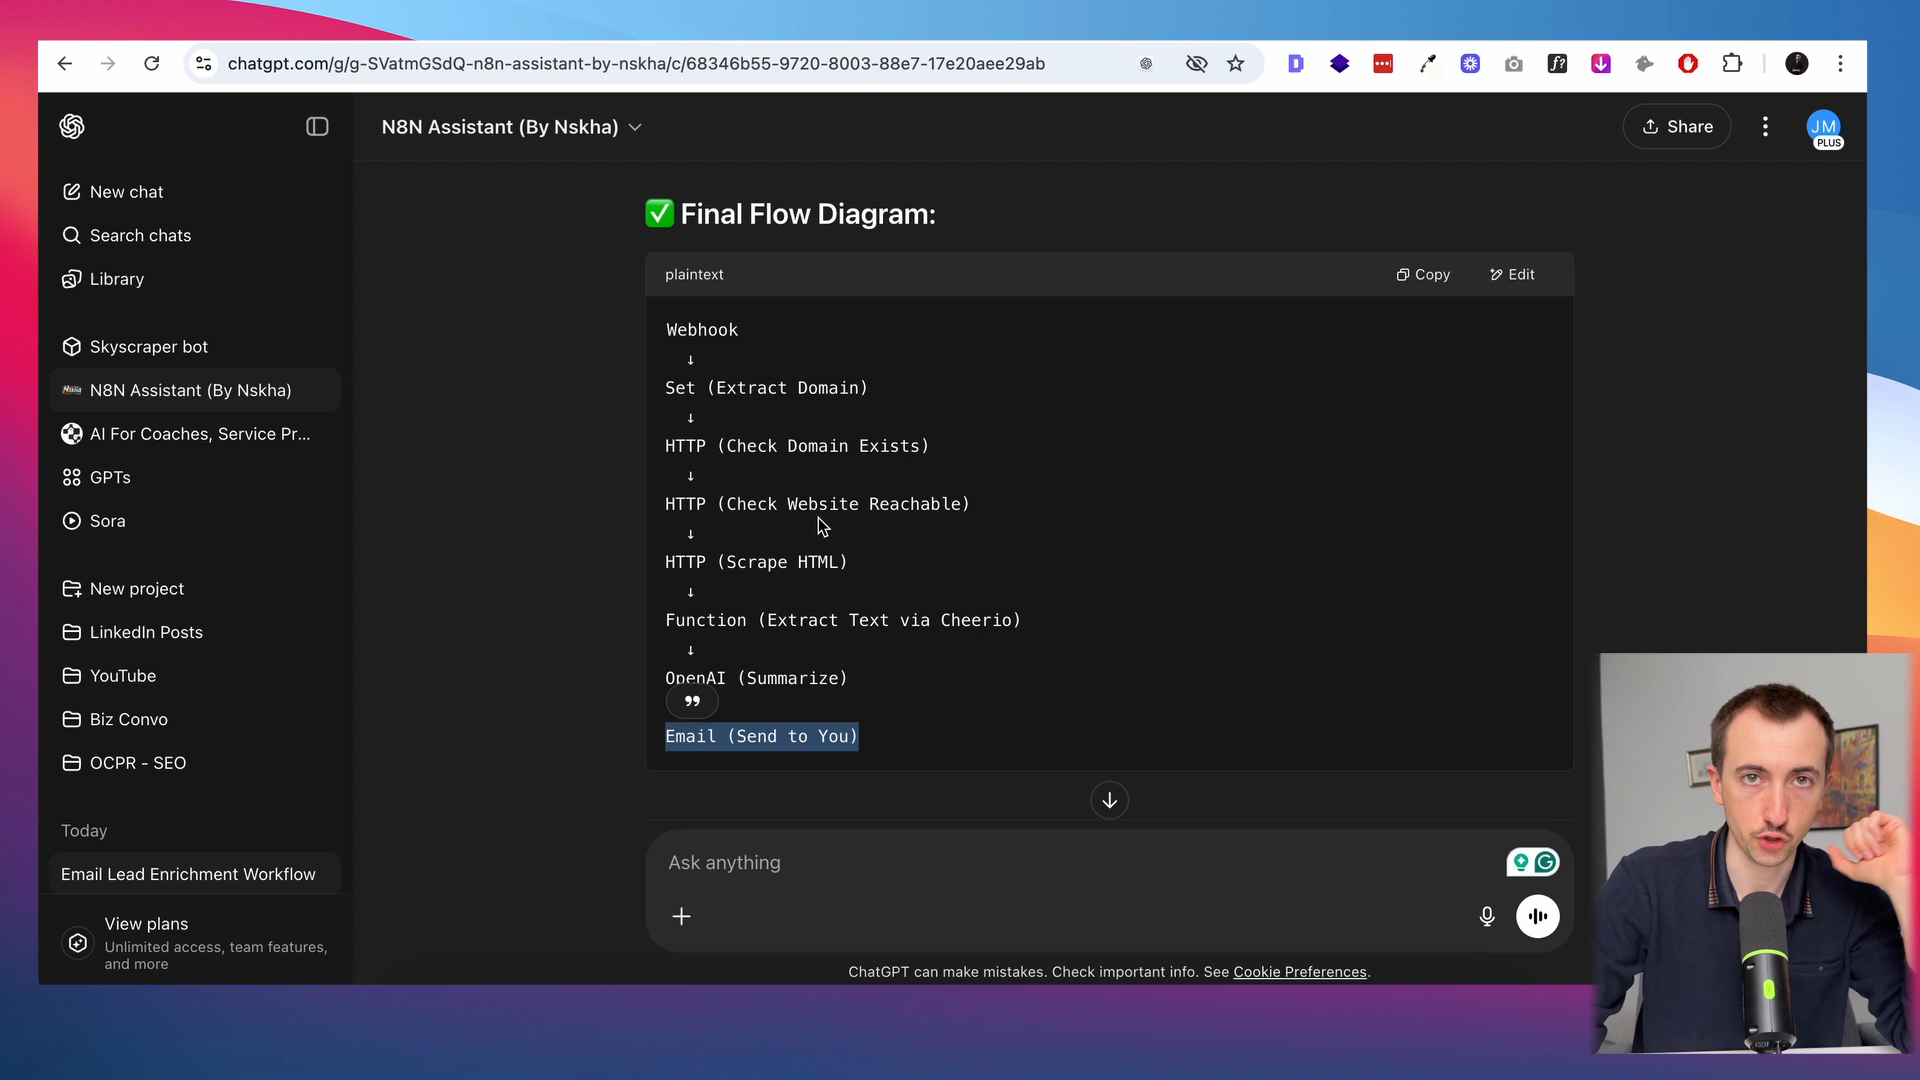 chatgpt.com/g/g-SVatmGSdQ-n8n-assistant-by-nskha/c/68346b55-9720-8003-88e7-17e20aee29ab
N8N Assistant (By Nskha)
Share
JM
PLUS
New chat
Search chats
Library
Skyscraper bot
N8N Assistant (By Nskha)
AI For Coaches, Service Pr...
GPTs
Sora
New project
LinkedIn Posts
YouTube
Biz Convo
OCPR - SEO
Today
Email Lead Enrichment Workflow
View plans
Unlimited access, team features,
and more
✅ Final Flow Diagram:
plaintext
Copy
Edit
Webhook
↓
Set (Extract Domain)
↓
HTTP (Check Domain Exists)
↓
HTTP (Check Website Reachable)
↓
HTTP (Scrape HTML)
↓
Function (Extract Text via Cheerio)
↓
OpenAI (Summarize)
Email (Send to You)
Ask anything
ChatGPT can make mistakes. Check important info. See Cookie Preferences.